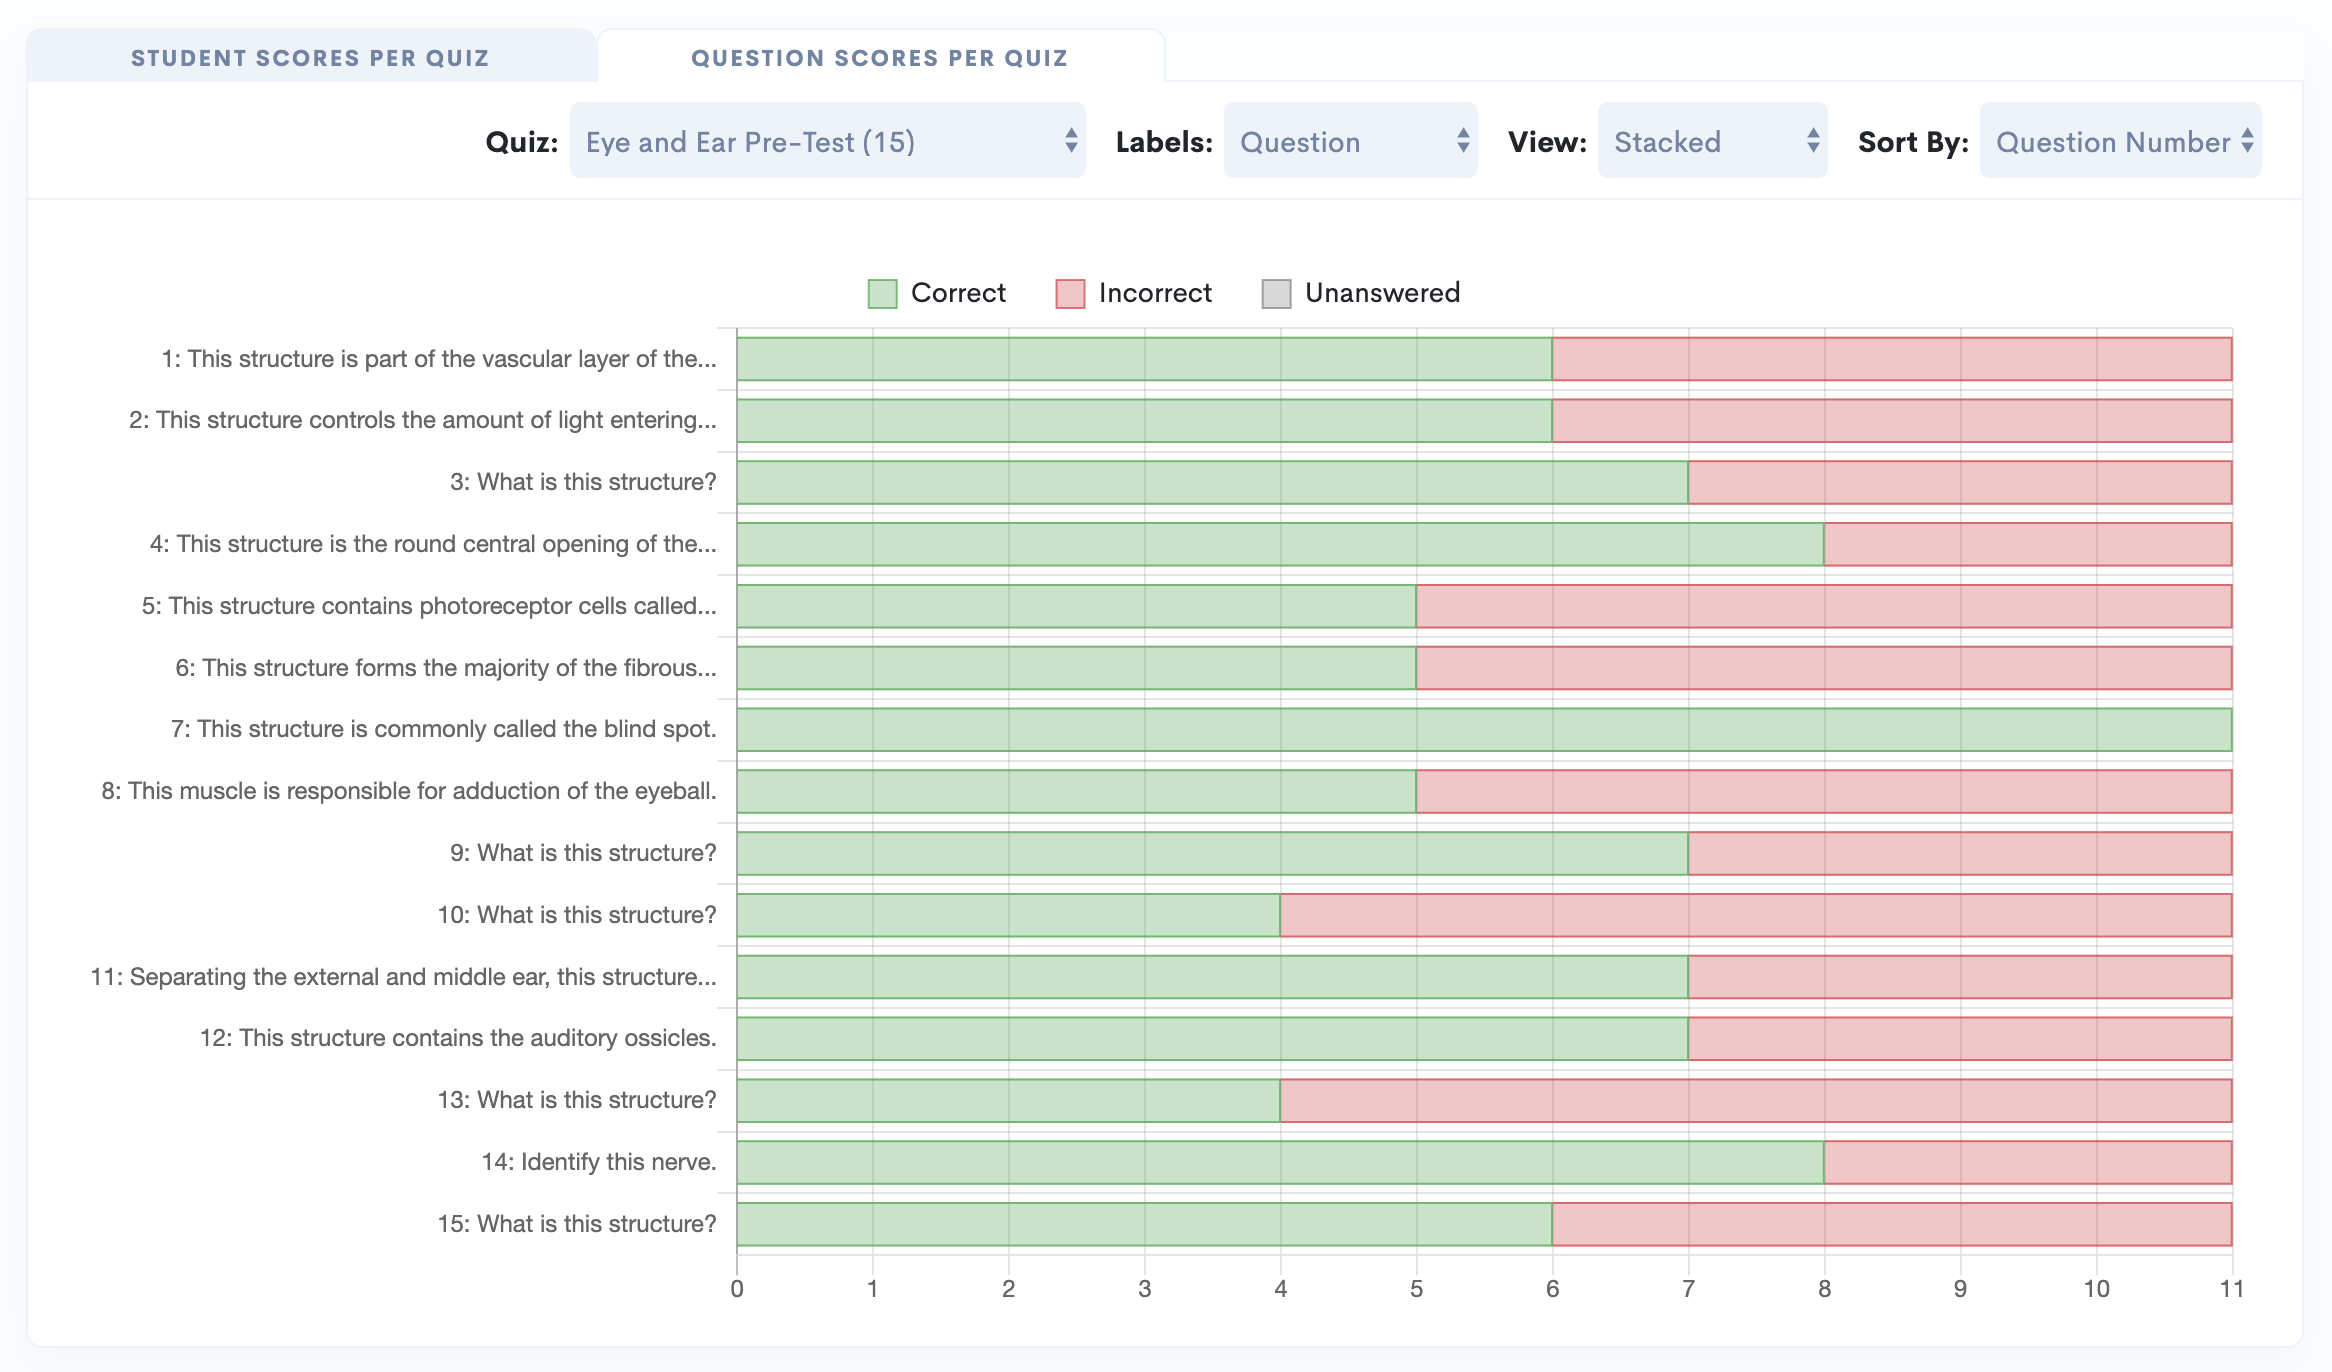 STUDENT SCORES PER QUIZ
QUESTION SCORES PER QUIZ
Quiz: Eye and Ear Pre-Test (15) Labels: Question View: Stacked Sort By: Question Number
Correct Incorrect Unanswered
1: This structure is part of the vascular layer of the...
2: This structure controls the amount of light entering...
3: What is this structure?
4: This structure is the round central opening of the...
5: This structure contains photoreceptor cells called...
6: This structure forms the majority of the fibrous...
7: This structure is commonly called the blind spot.
8: This muscle is responsible for adduction of the eyeball.
9: What is this structure?
10: What is this structure?
11: Separating the external and middle ear, this structure...
12: This structure contains the auditory ossicles.
13: What is this structure?
14: Identify this nerve.
15: What is this structure?
0 1 2 3 4 5 6 7 8 9 10 11